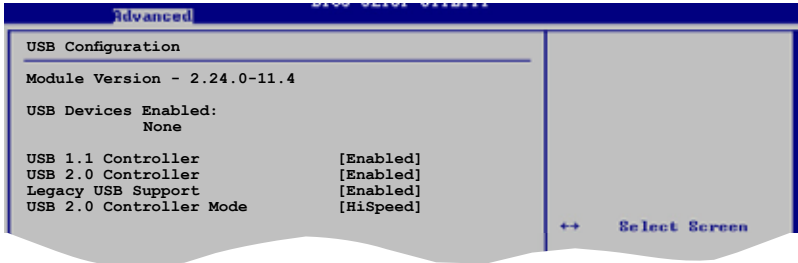 Advanced
USB Configuration
Module Version - 2.24.0-11.4
USB Devices Enabled:
None
USB 1.1 Controller [Enabled]
USB 2.0 Controller [Enabled]
Legacy USB Support [Enabled]
USB 2.0 Controller Mode [HiSpeed]
↔ Select Screen